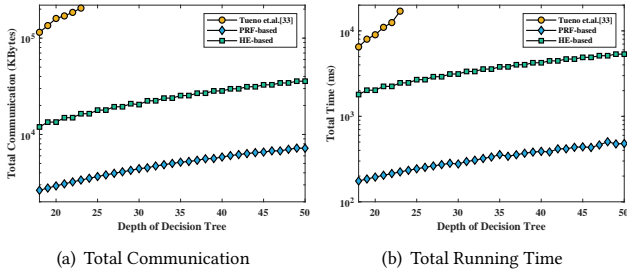 Total Communication (KBytes)
10^5
10^4
Tueno et.al.[33]
PRF-based
HE-based
20 25 30 35 40 45 50
Depth of Decision Tree
(a) Total Communication
Total Time (ms)
10^4
10^3
10^2
Tueno et.al.[33]
PRF-based
HE-based
20 25 30 35 40 45 50
Depth of Decision Tree
(b) Total Running Time